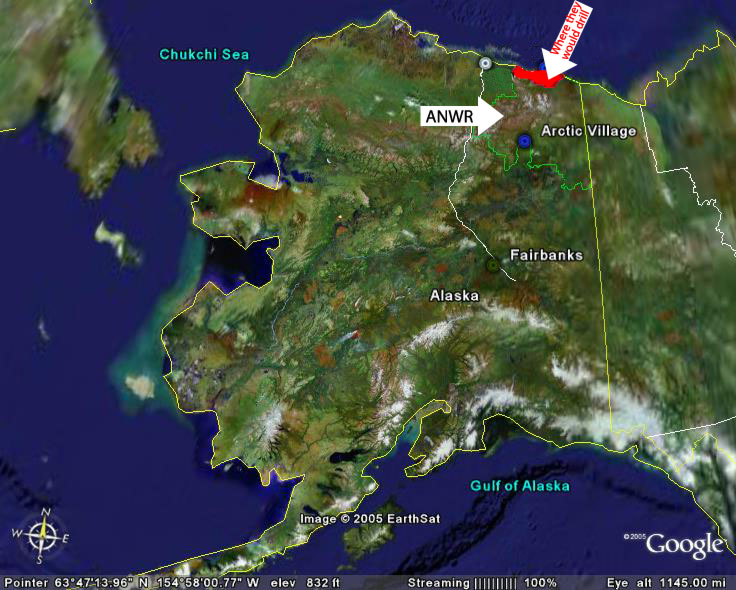 Where they
would drill
Chukchi Sea
ANWR
Arctic Village
Fairbanks
Alaska
Gulf of Alaska
Image © 2005 EarthSat
N
W E
S
©2005 Google
Pointer 63°47'13.96" N 154°58'00.77" W elev 832 ft Streaming ||||||||| 100% Eye alt 1145.00 mi